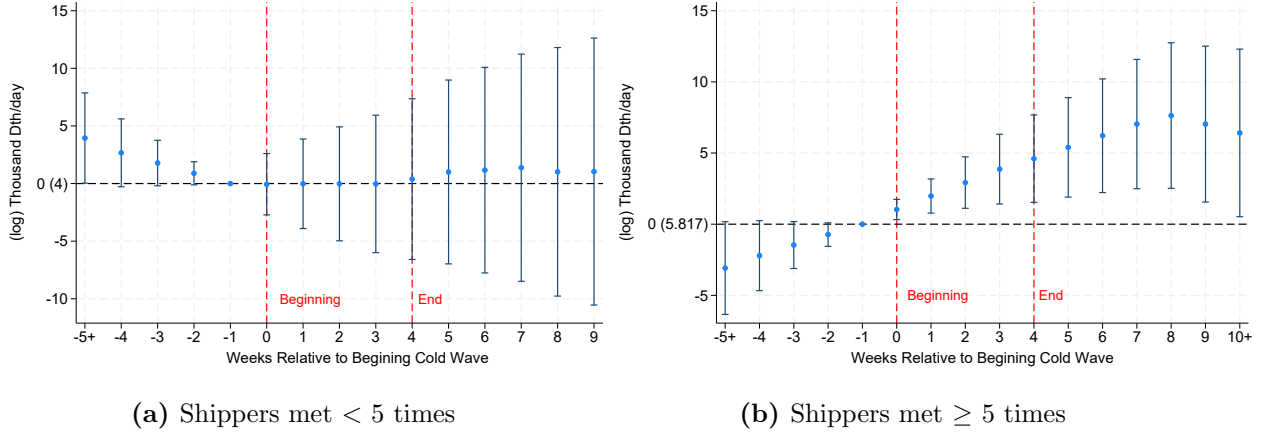 15
10
5
0 (4)
-5
-10
(log) Thousand Dth/day
Beginning
End
-5+ -4 -3 -2 -1 0 1 2 3 4 5 6 7 8 9
Weeks Relative to Begining Cold Wave
(a) Shippers met < 5 times
15
10
5
0 (5.817)
-5
(log) Thousand Dth/day
Beginning
End
-5+ -4 -3 -2 -1 0 1 2 3 4 5 6 7 8 9 10+
Weeks Relative to Begining Cold Wave
(b) Shippers met ≥ 5 times